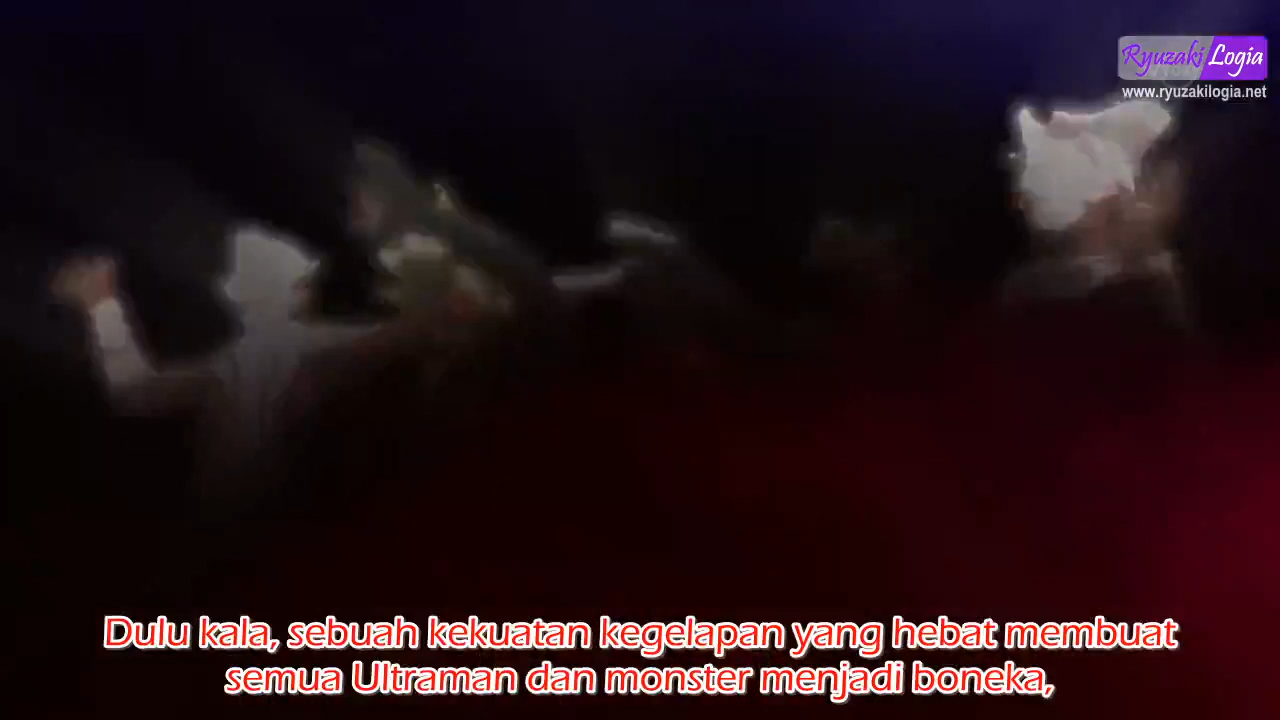 Ryuzaki Logia
www.ryuzakilogia.net
Dulu kala, sebuah kekuatan kegelapan yang hebat membuat
semua Ultraman dan monster menjadi boneka,